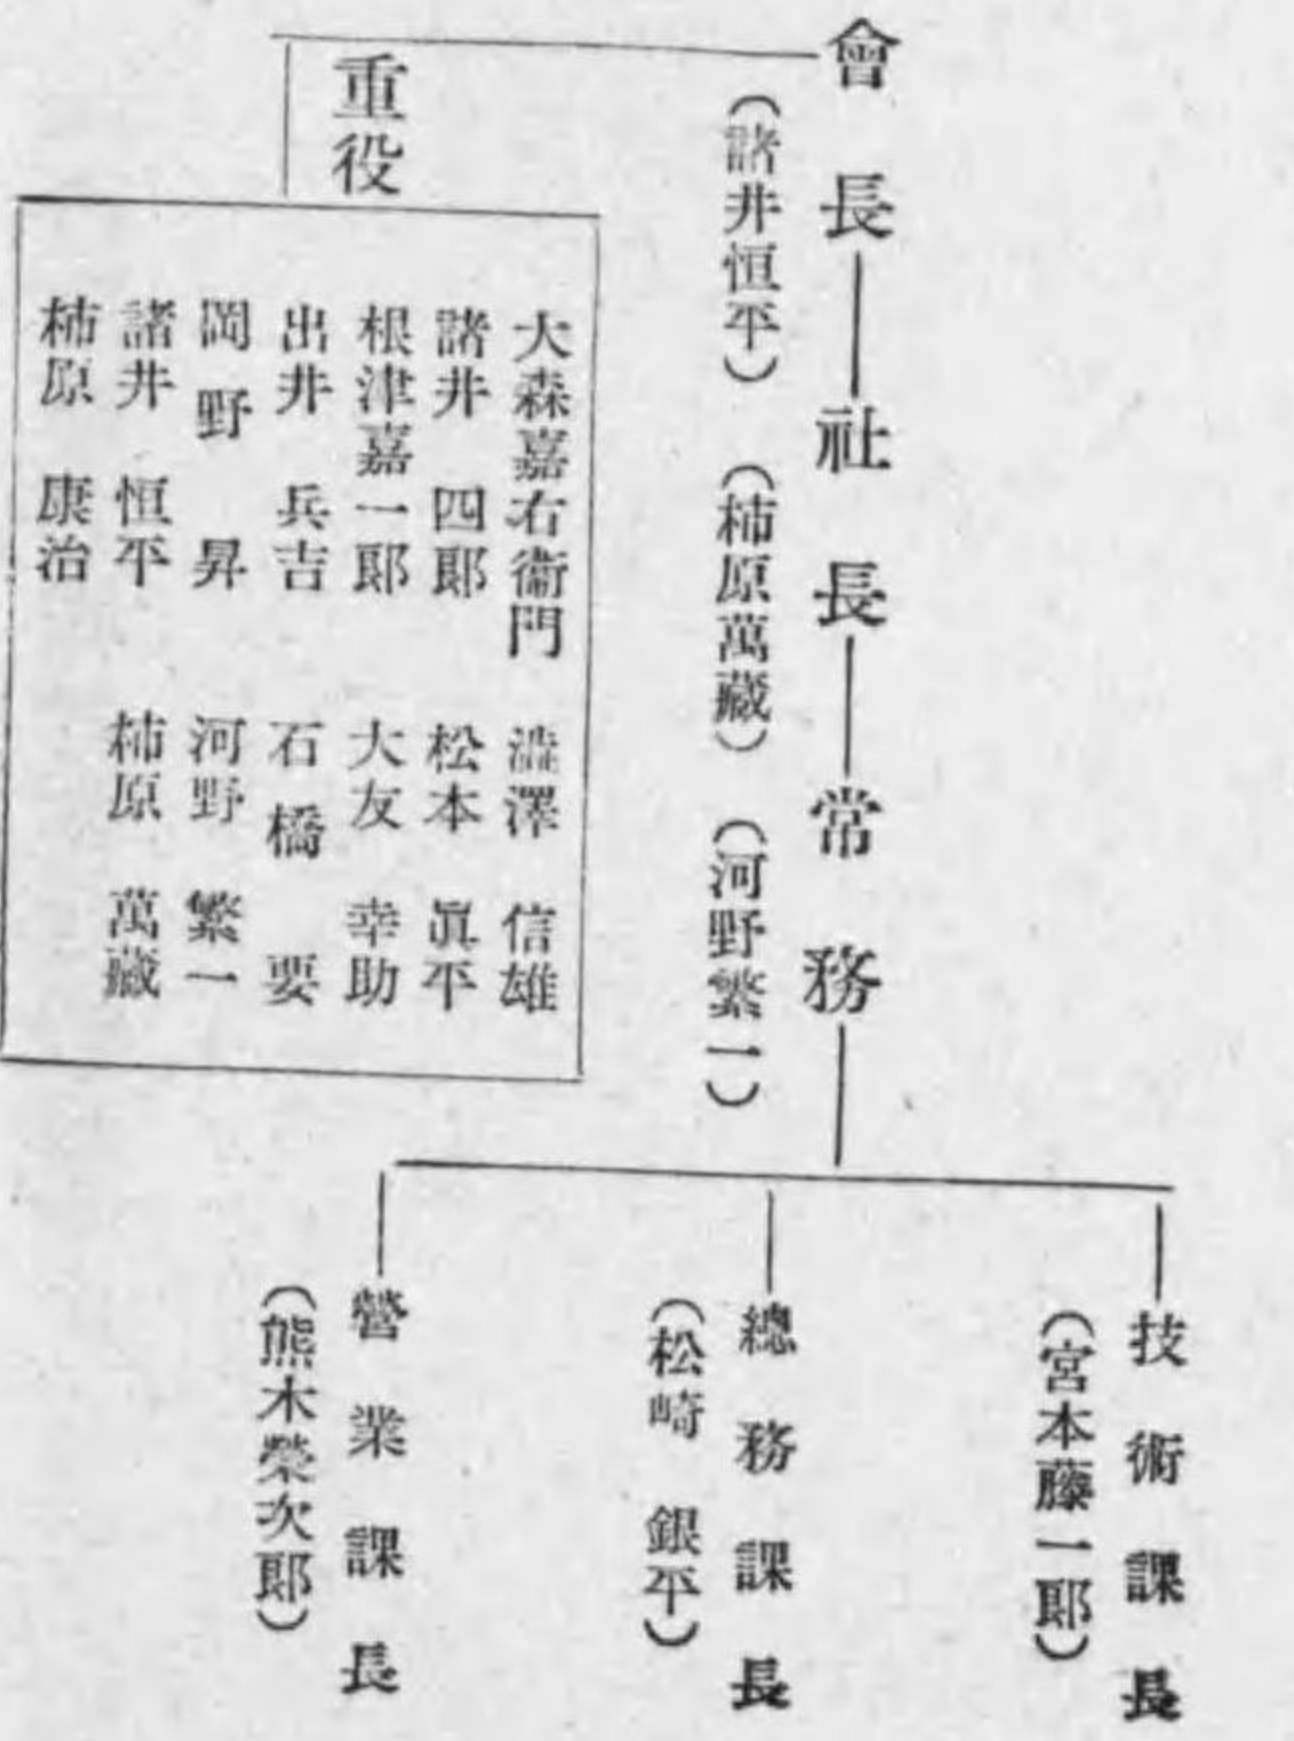 會長―社長―常務
(諸井恒平) (柿原萬藏) (河野繁一)
技術課長
(宮本藤一郎)
總務課長
(松崎 銀平)
營業課長
(熊木榮次郎)
重役
大森嘉右衞門 澁澤 信雄
諸井 四郎 松本 眞平
根津嘉一郎 大友 幸助
出井 兵吉 石橋 要
岡野 昇 河野 繁一
諸井 恒平 柿原 萬藏
柿原 康治